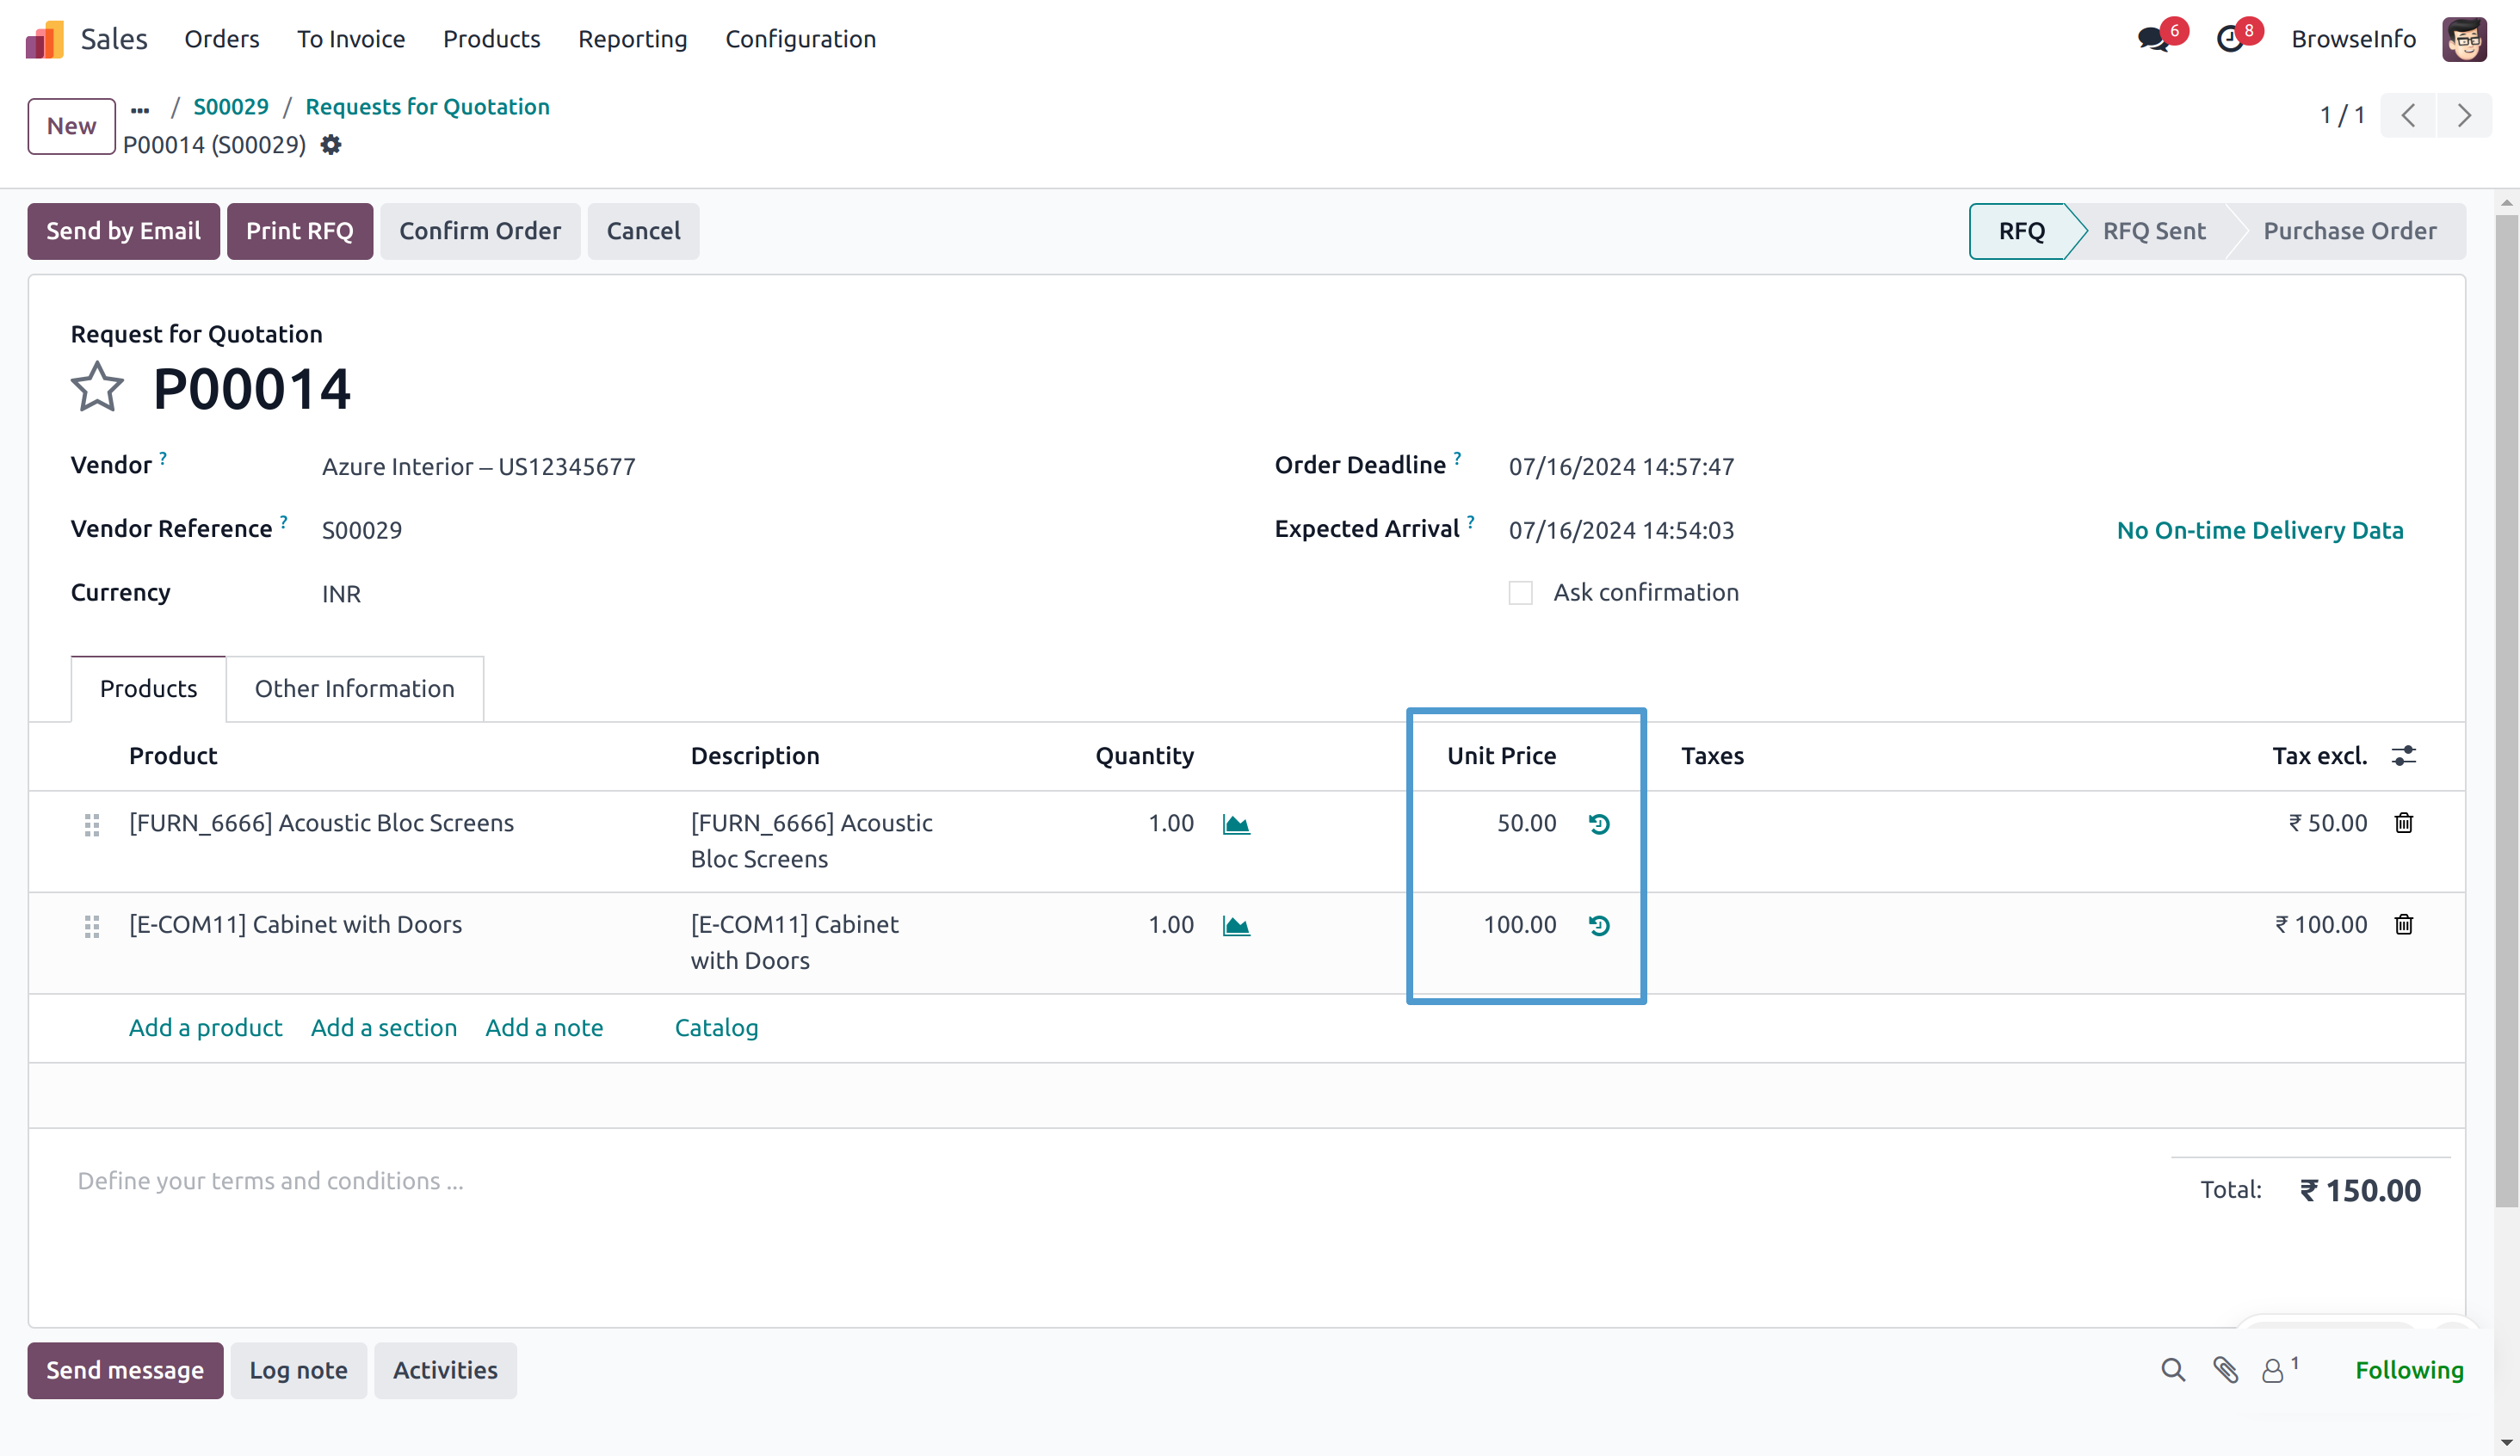 Sales Orders To Invoice Products Reporting Configuration 6 8 BrowseInfo
New ... / S00029 / Requests for Quotation
P00014 (S00029)
1 / 1
Send by Email Print RFQ Confirm Order Cancel RFQ RFQ Sent Purchase Order
Request for Quotation
P00014
Vendor ? Azure Interior – US12345677 Order Deadline ? 07/16/2024 14:57:47
Vendor Reference ? S00029 Expected Arrival ? 07/16/2024 14:54:03 No On-time Delivery Data
Currency INR Ask confirmation
Products Other Information
Product Description Quantity Unit Price Taxes Tax excl.
[FURN_6666] Acoustic Bloc Screens [FURN_6666] Acoustic 1.00 50.00 ₹ 50.00
Bloc Screens
[E-COM11] Cabinet with Doors [E-COM11] Cabinet 1.00 100.00 ₹ 100.00
with Doors
Add a product Add a section Add a note Catalog
Define your terms and conditions ...
Total: ₹ 150.00
Send message Log note Activities 1 Following